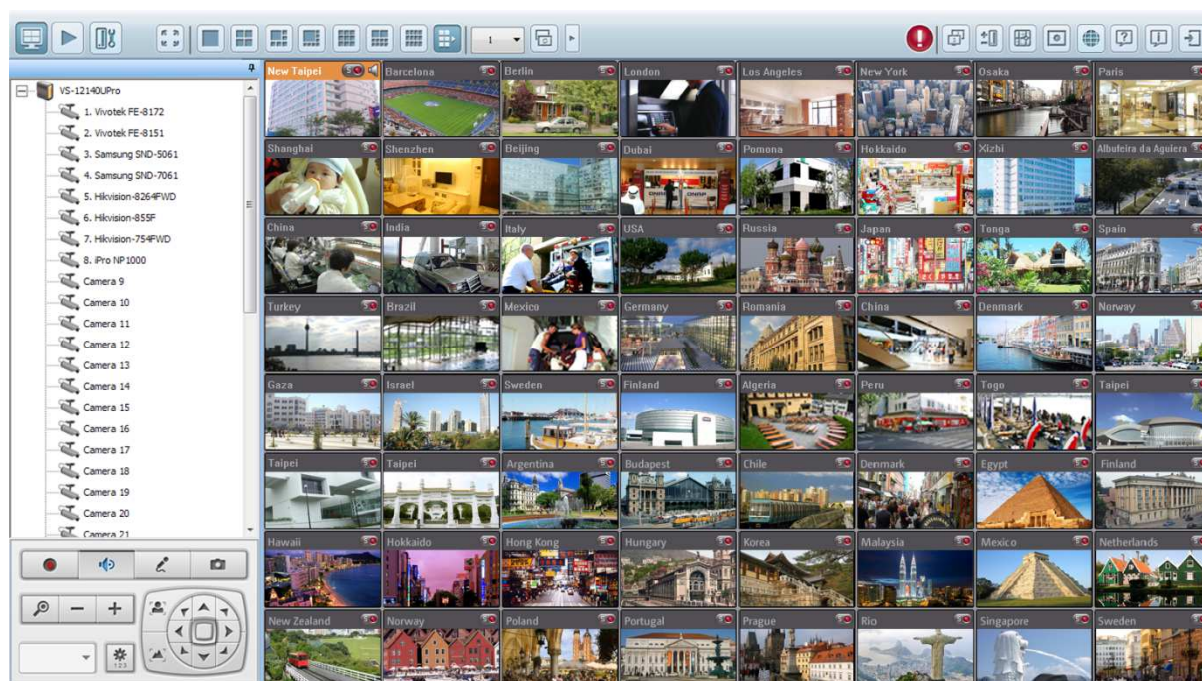 1
VS-12140UPro
1. Vivotek FE-8172
2. Vivotek FE-8151
3. Samsung SND-5061
4. Samsung SND-7061
5. Hikvision-8264FWD
6. Hikvision-855F
7. Hikvision-754FWD
8. iPro NP1000
Camera 9
Camera 10
Camera 11
Camera 12
Camera 13
Camera 14
Camera 15
Camera 16
Camera 17
Camera 18
Camera 19
Camera 20
Camera 21
123
New Taipei Barcelona Berlin London Los Angeles New York Osaka Paris
Shanghai Shenzhen Beijing Dubai Pomona Hokkaido Xizhi Albufeira da Aguiera
China India Italy USA Russia Japan Tonga Spain
Turkey Brazil Mexico Germany Romania China Denmark Norway
Gaza Israel Sweden Finland Algeria Peru Togo Taipei
Taipei Taipei Argentina Budapest Chile Denmark Egypt Finland
Hawaii Hokkaido Hong Kong Hungary Korea Malaysia Mexico Netherlands
New Zealand Norway Poland Portugal Prague Rio Singapore Sweden